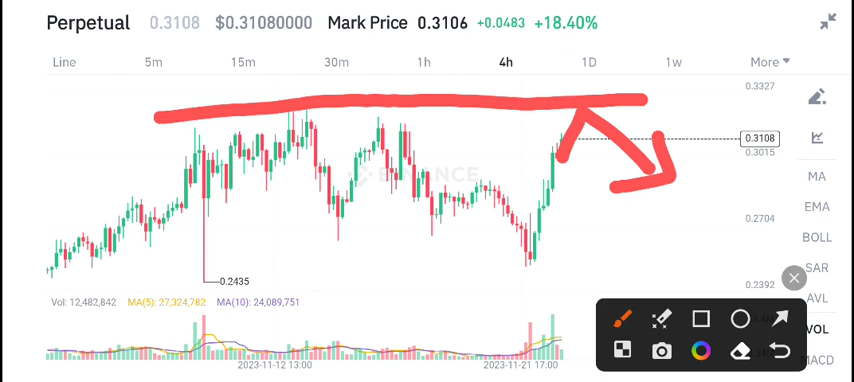 Perpetual 0.3108 $0.31080000 Mark Price 0.3106 +0.0483 +18.40%
Line 5m 15m 30m 1h 4h 1D 1w More
0.3327
0.3108
0.3015
BINANCE
MA
EMA
0.2704
BOLL
SAR
0.2435
0.2392
AVL
Vol: 12,482,842 MA(5): 27,324,782 MA(10): 24,089,751
VOL
MACD
2023-11-12 13:00 2023-11-21 17:00